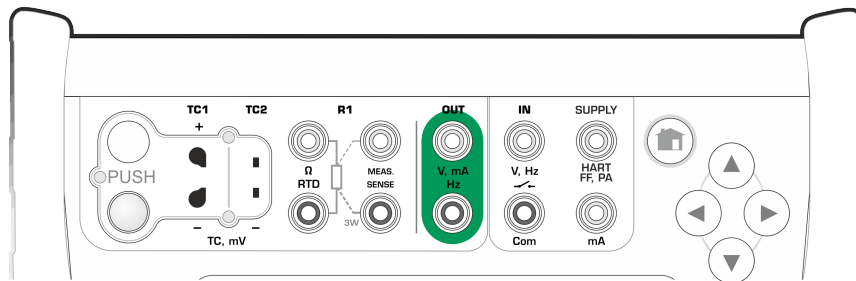 TC1
TC2
R1
OUT
IN
SUPPLY
+
PUSH
Ω
RTD
MEAS.
SENSE
3W
V, mA
Hz
V, Hz
HART
FF, PA
– –
TC, mV
Com
mA